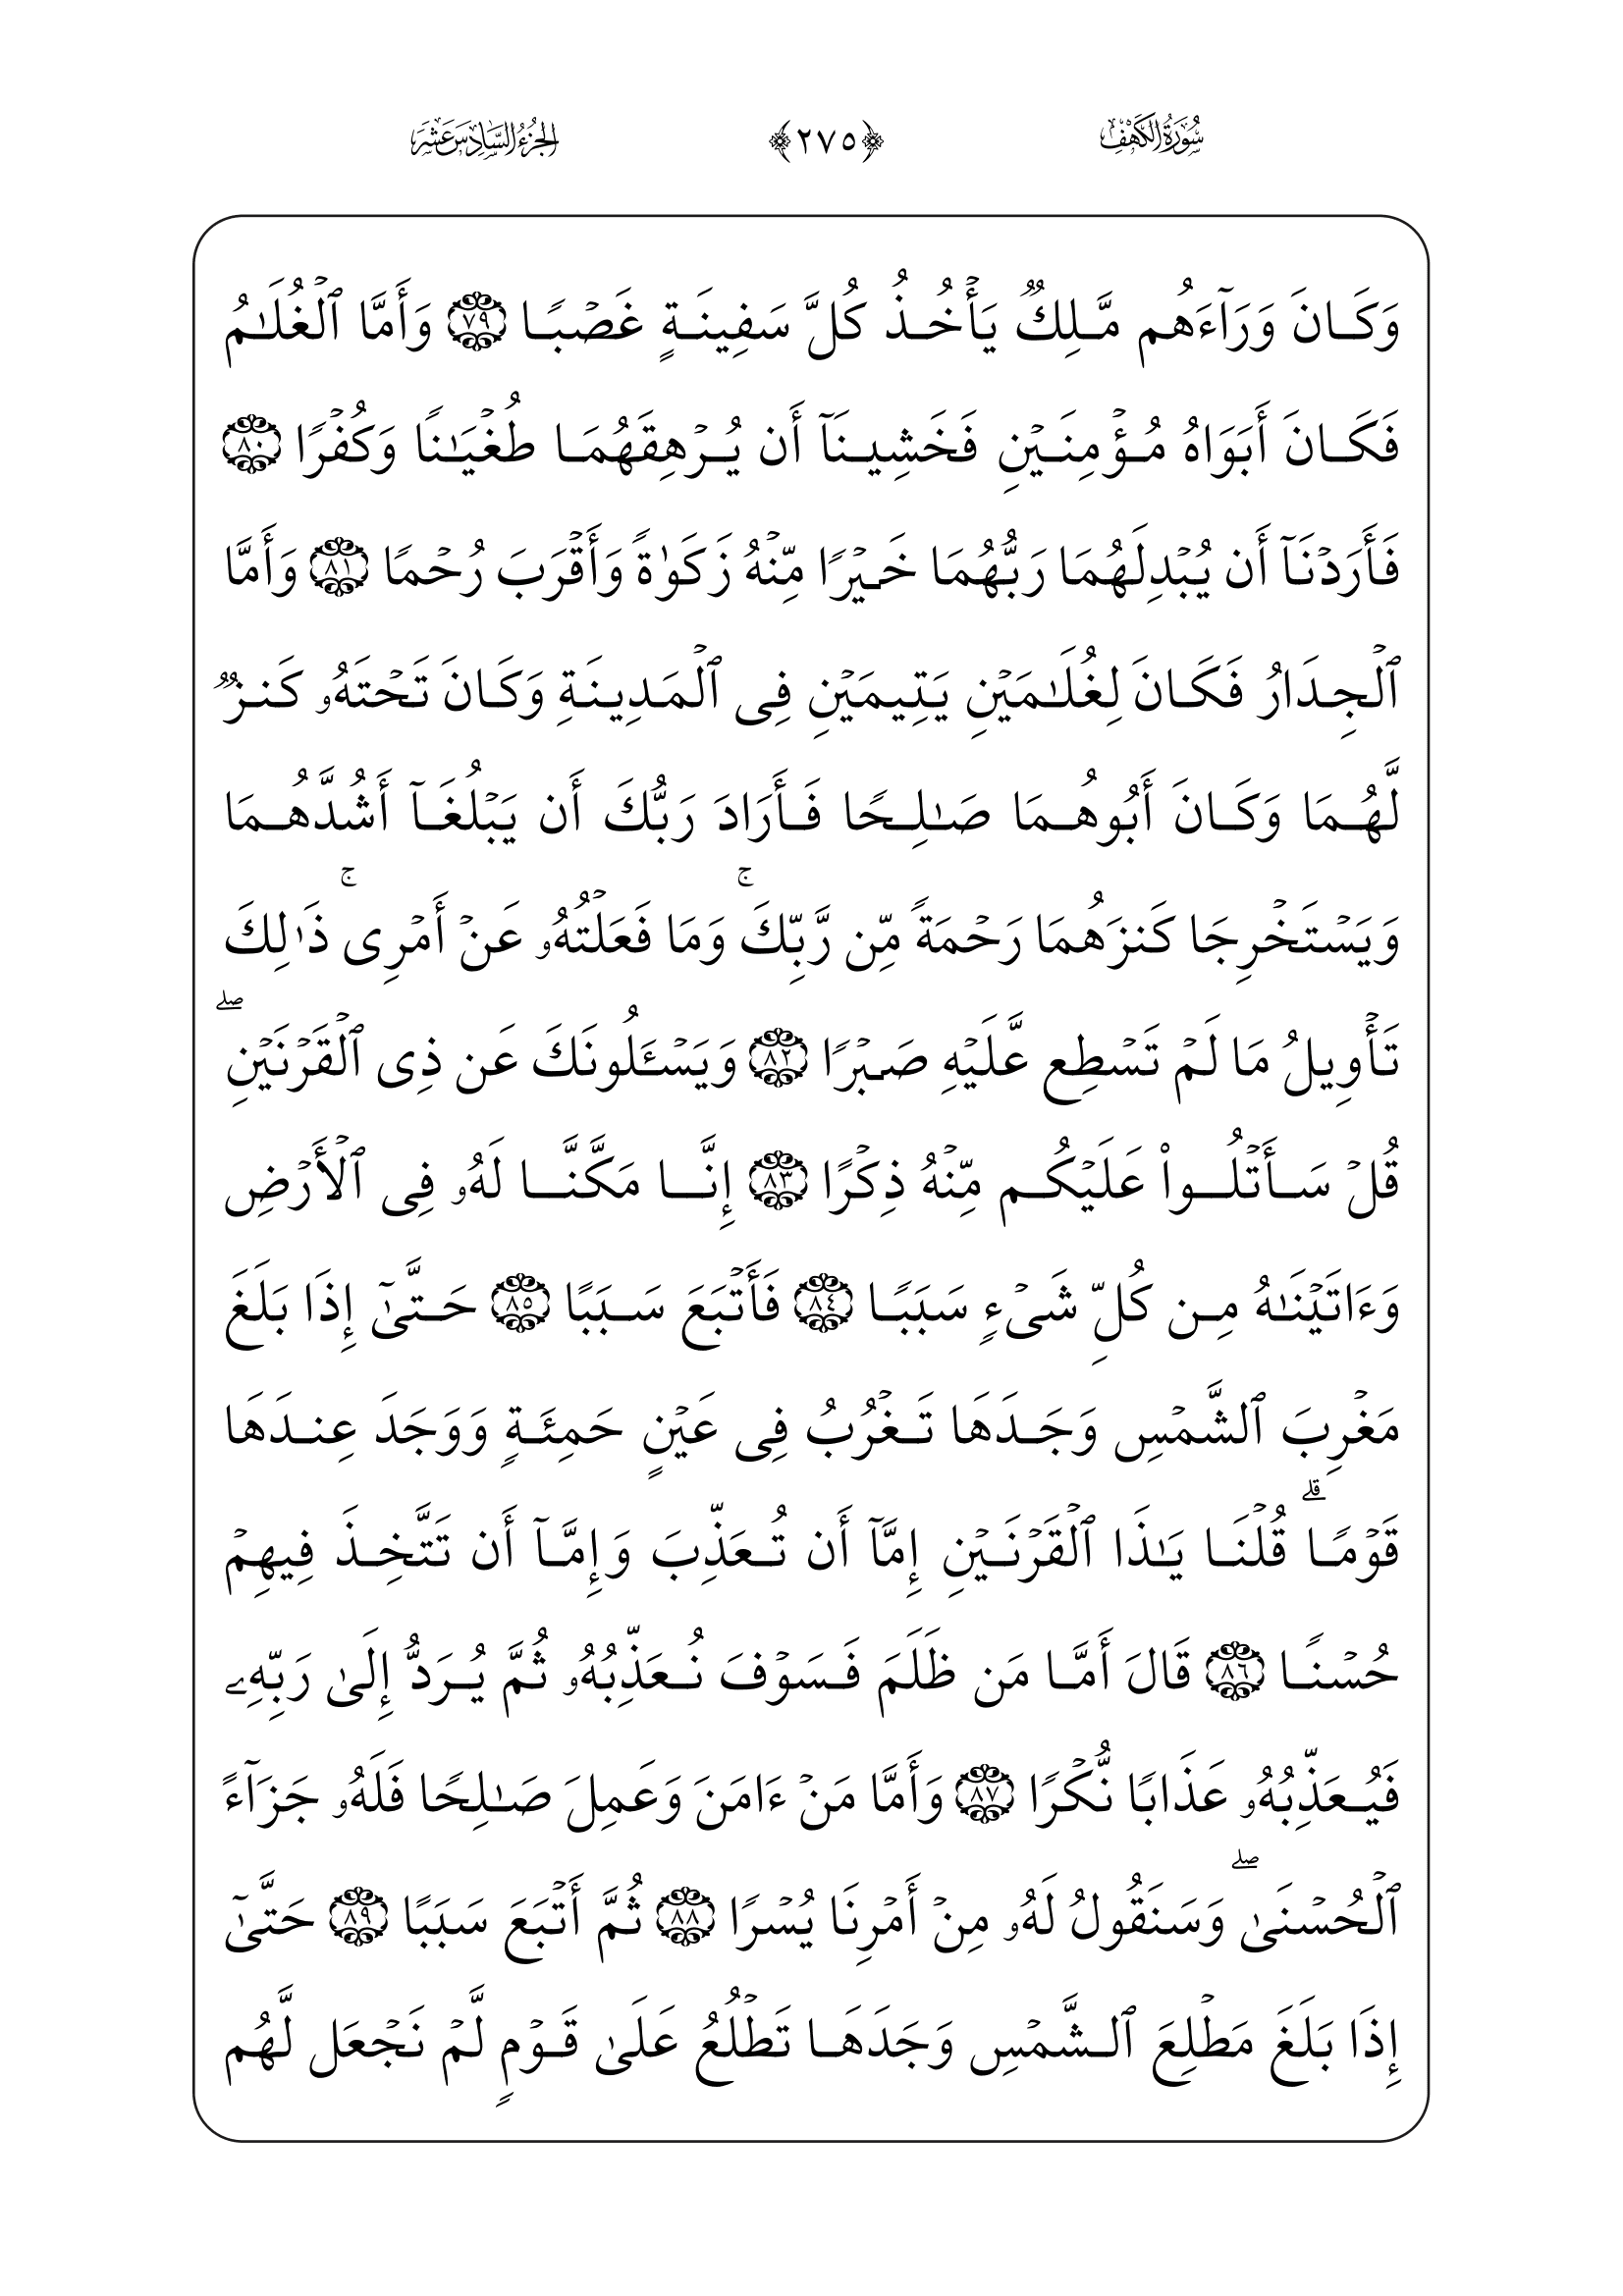 سُورَةُ الكَهْفِ ﴿٢٧٥﴾ الجُزْءُ السَّادِسَ عَشَرَ
وَكَانَ وَرَآءَهُم مَّلِكٌ يَأۡخُذُ كُلَّ سَفِينَةٍ غَصۡبًا ٧٩ وَأَمَّا ٱلۡغُلَٰمُ
فَكَانَ أَبَوَاهُ مُؤۡمِنَيۡنِ فَخَشِينَآ أَن يُرۡهِقَهُمَا طُغۡيَٰنًا وَكُفۡرًا ٨٠
فَأَرَدۡنَآ أَن يُبۡدِلَهُمَا رَبُّهُمَا خَيۡرًا مِّنۡهُ زَكَوٰةً وَأَقۡرَبَ رُحۡمًا ٨١ وَأَمَّا
ٱلۡجِدَارُ فَكَانَ لِغُلَٰمَيۡنِ يَتِيمَيۡنِ فِى ٱلۡمَدِينَةِ وَكَانَ تَحۡتَهُۥ كَنزٌ
لَّهُمَا وَكَانَ أَبُوهُمَا صَٰلِحًا فَأَرَادَ رَبُّكَ أَن يَبۡلُغَآ أَشُدَّهُمَا
وَيَسۡتَخۡرِجَا كَنزَهُمَا رَحۡمَةً مِّن رَّبِّكَۚ وَمَا فَعَلۡتُهُۥ عَنۡ أَمۡرِىۚ ذَٰلِكَ
تَأۡوِيلُ مَا لَمۡ تَسۡطِع عَّلَيۡهِ صَبۡرًا ٨٢ وَيَسۡـَٔلُونَكَ عَن ذِى ٱلۡقَرۡنَيۡنِۖ
قُلۡ سَأَتۡلُوا۟ عَلَيۡكُم مِّنۡهُ ذِكۡرًا ٨٣ إِنَّا مَكَّنَّا لَهُۥ فِى ٱلۡأَرۡضِ
وَءَاتَيۡنَٰهُ مِن كُلِّ شَىۡءٍ سَبَبًا ٨٤ فَأَتۡبَعَ سَبَبًا ٨٥ حَتَّىٰٓ إِذَا بَلَغَ
مَغۡرِبَ ٱلشَّمۡسِ وَجَدَهَا تَغۡرُبُ فِى عَيۡنٍ حَمِئَةٍ وَوَجَدَ عِندَهَا
قَوۡمًاۗ قُلۡنَا يَٰذَا ٱلۡقَرۡنَيۡنِ إِمَّآ أَن تُعَذِّبَ وَإِمَّآ أَن تَتَّخِذَ فِيهِمۡ
حُسۡنًا ٨٦ قَالَ أَمَّا مَن ظَلَمَ فَسَوۡفَ نُعَذِّبُهُۥ ثُمَّ يُرَدُّ إِلَىٰ رَبِّهِۦ
فَيُعَذِّبُهُۥ عَذَابًا نُّكۡرًا ٨٧ وَأَمَّا مَنۡ ءَامَنَ وَعَمِلَ صَٰلِحًا فَلَهُۥ جَزَآءً
ٱلۡحُسۡنَىٰۖ وَسَنَقُولُ لَهُۥ مِنۡ أَمۡرِنَا يُسۡرًا ٨٨ ثُمَّ أَتۡبَعَ سَبَبًا ٨٩ حَتَّىٰٓ
إِذَا بَلَغَ مَطۡلِعَ ٱلشَّمۡسِ وَجَدَهَا تَطۡلُعُ عَلَىٰ قَوۡمٍ لَّمۡ نَجۡعَل لَّهُم